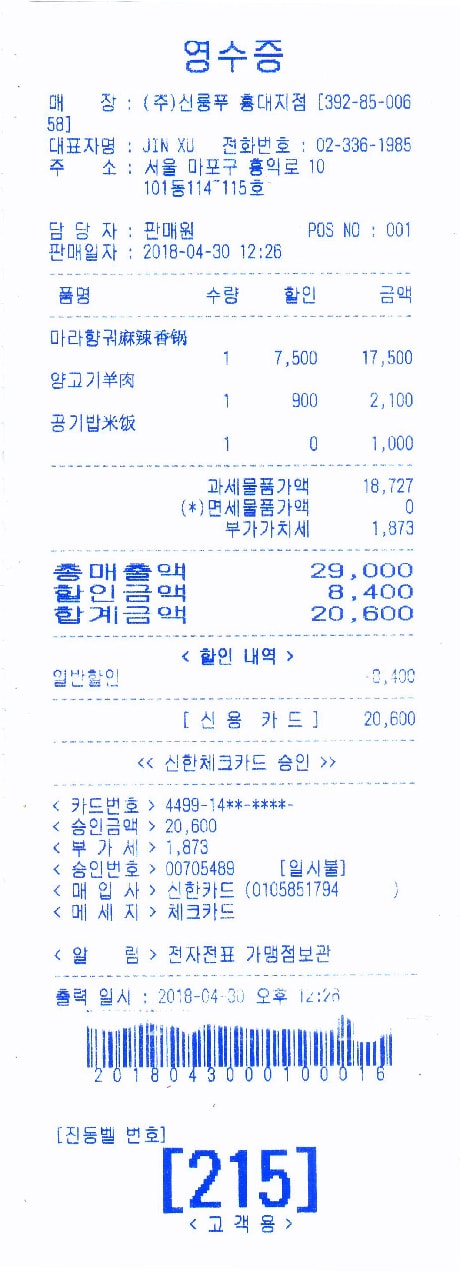 영수증
매 장 : (주)신룽푸 홍대지점 [392-85-006
58]
대표자명 : JIN XU 전화번호 : 02-336-1985
주 소 : 서울 마포구 홍익로 10
101동114~115호
담 당 자 : 판매원 POS NO : 001
판매일자 : 2018-04-30 12:26
품명 수량 할인 금액
마라향궈麻辣香锅
1 7,500 17,500
양고기羊肉
1 900 2,100
공기밥米饭
1 0 1,000
과세물품가액 18,727
(*)면세물품가액 0
부가가치세 1,873
총매출액 29,000
할인금액 8,400
합계금액 20,600
< 할인 내역 >
일반할인
[ 신 용 카 드 ] 20,600
<< 신한체크카드 승인 >>
< 카드번호 > 4499-14**-****-
< 승인금액 > 20,600
< 부 가 세 > 1,873
< 승인번호 > 00705489 [일시불]
< 매 입 사 > 신한카드 (0105851794 )
< 메 세 지 > 체크카드
< 알 림 > 전자전표 가맹점보관
출력 일시 : 2018-04-30 오후 12:26
2018043000100016
[진동벨 번호]
[215]
< 고 객 용 >